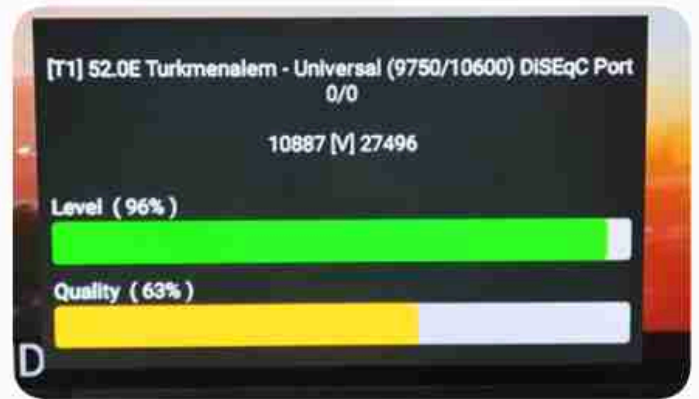 [T1] 52.0E Turkmenalem - Universal (9750/10600) DiSEqC Port
0/0
10887 [V] 27496
Level ( 96% )
Quality ( 63% )
D